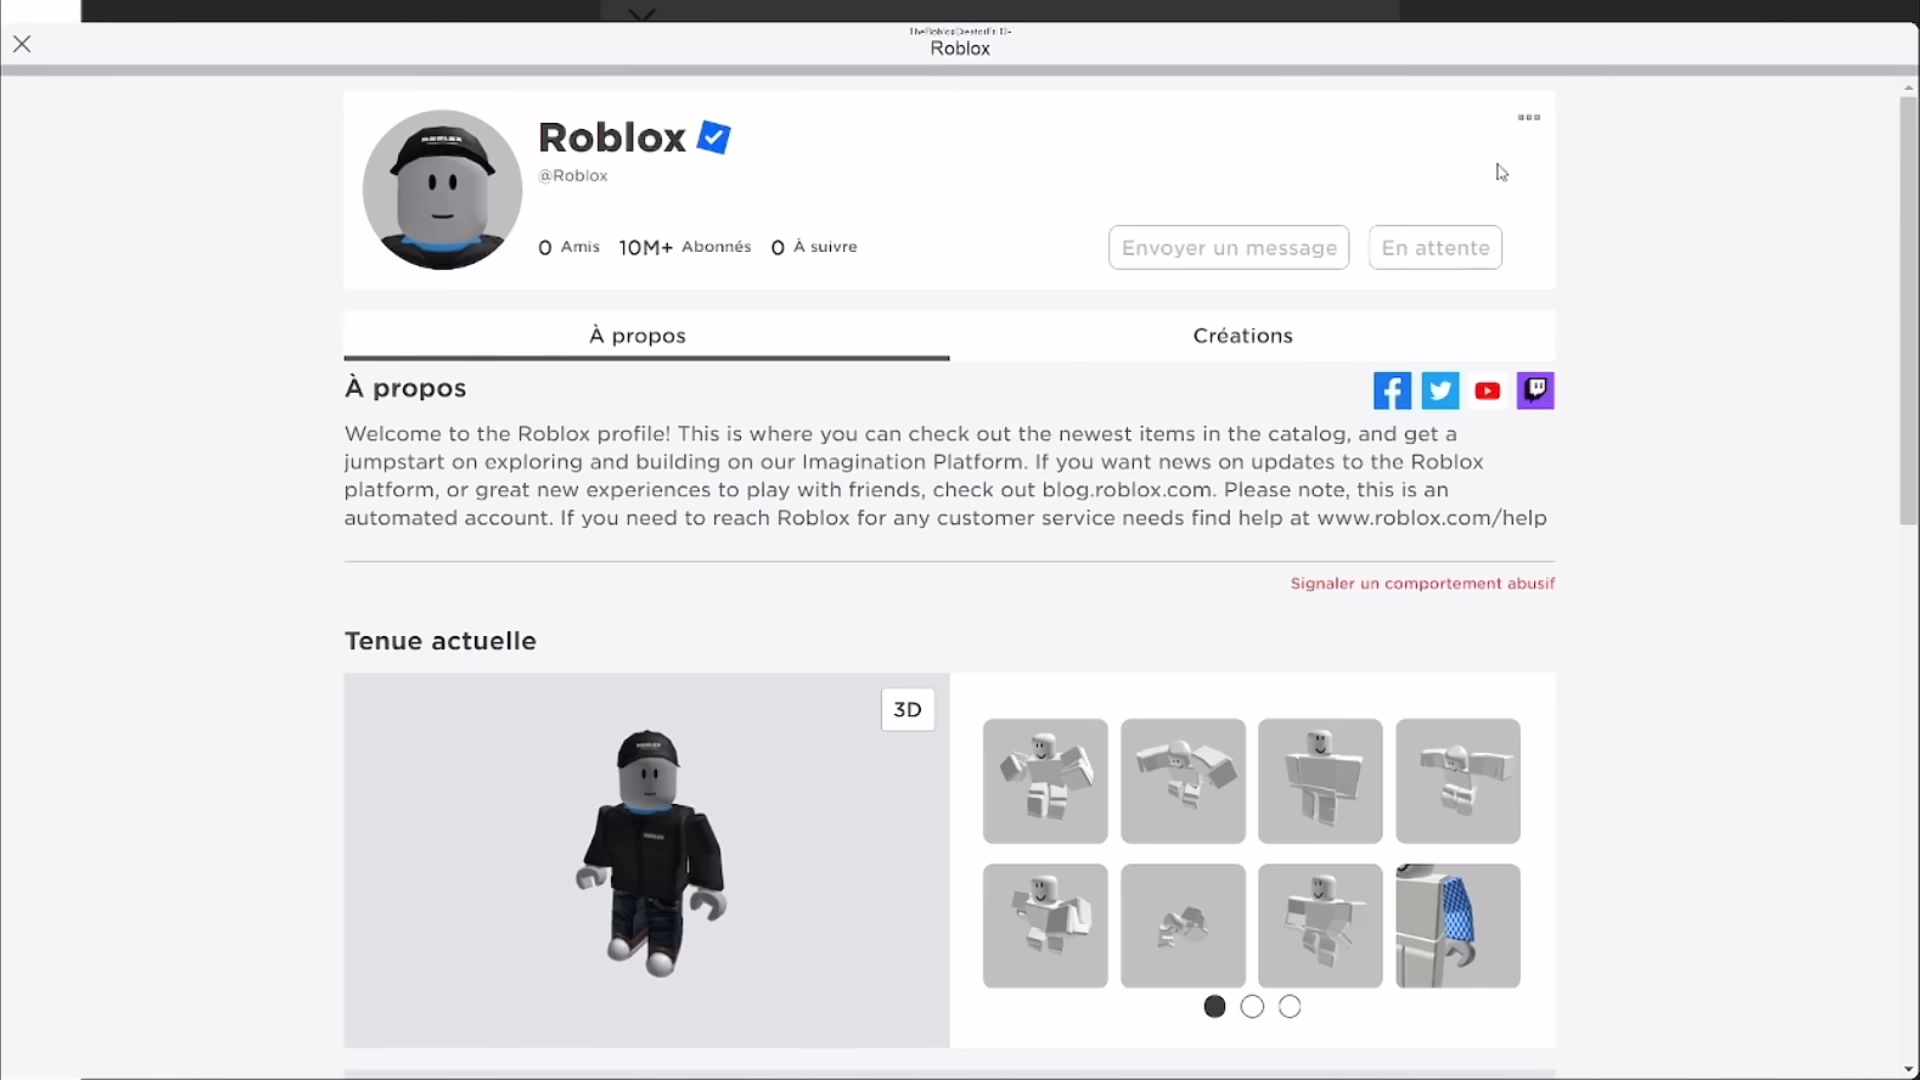 Roblox
Roblox
@Roblox
0 Amis 10M+ Abonnés 0 À suivre
Envoyer un message
En attente
À propos
Créations
À propos
Welcome to the Roblox profile! This is where you can check out the newest items in the catalog, and get a
jumpstart on exploring and building on our Imagination Platform. If you want news on updates to the Roblox
platform, or great new experiences to play with friends, check out blog.roblox.com. Please note, this is an
automated account. If you need to reach Roblox for any customer service needs find help at www.roblox.com/help
Signaler un comportement abusif
Tenue actuelle
3D
ROBLOX